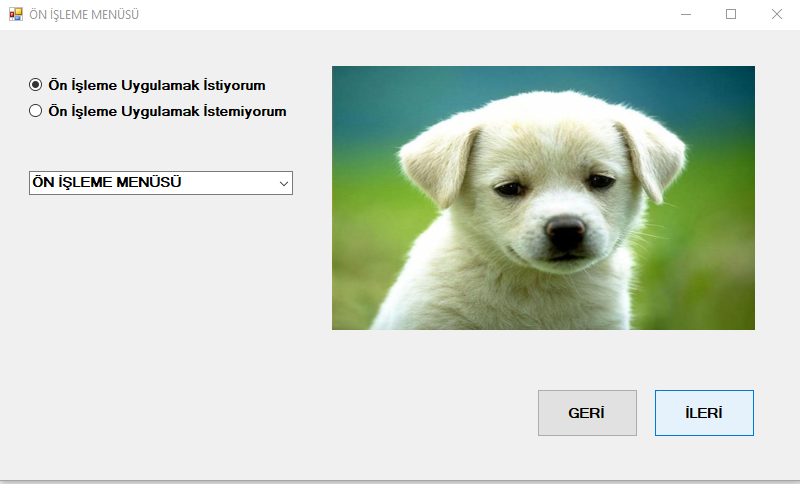 ÖN İŞLEME MENÜSÜ
Ön İşleme Uygulamak İstiyorum
Ön İşleme Uygulamak İstemiyorum
ÖN İŞLEME MENÜSÜ
GERİ
İLERİ